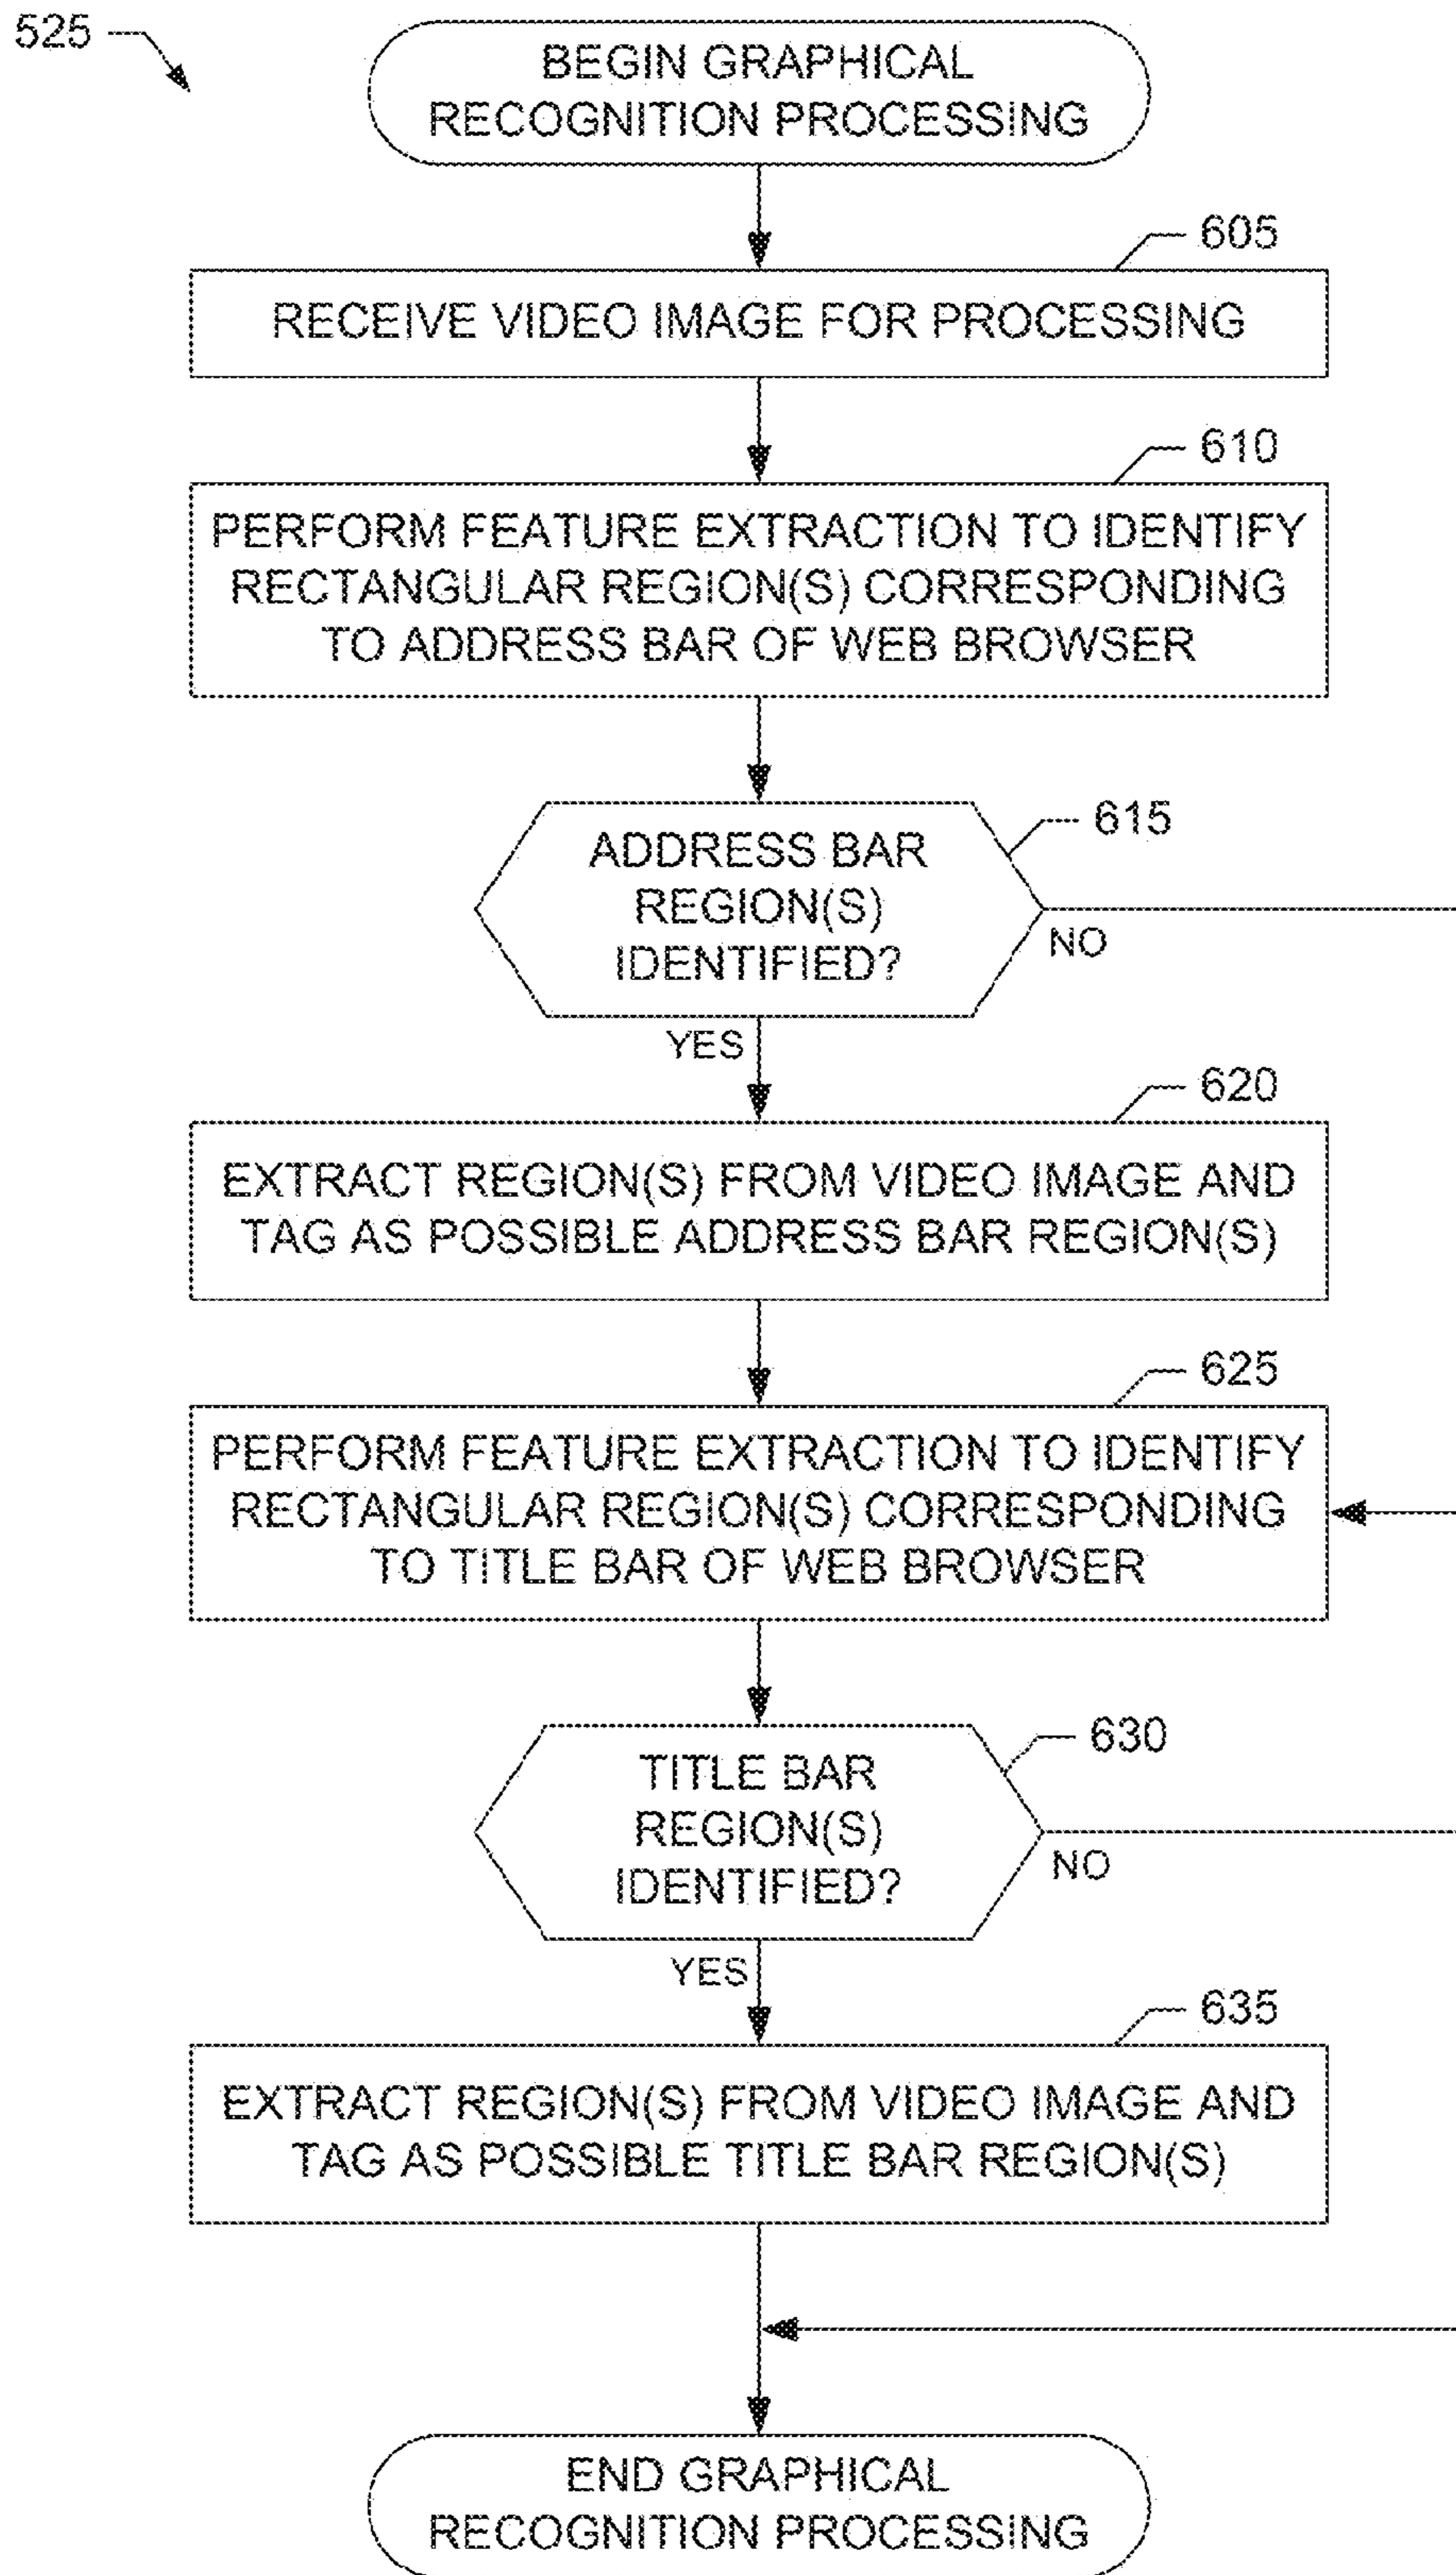 525
BEGIN GRAPHICAL
RECOGNITION PROCESSING
605
RECEIVE VIDEO IMAGE FOR PROCESSING
610
PERFORM FEATURE EXTRACTION TO IDENTIFY
RECTANGULAR REGION(S) CORRESPONDING
TO ADDRESS BAR OF WEB BROWSER
615
ADDRESS BAR
REGION(S)
IDENTIFIED?
NO
YES
620
EXTRACT REGION(S) FROM VIDEO IMAGE AND
TAG AS POSSIBLE ADDRESS BAR REGION(S)
625
PERFORM FEATURE EXTRACTION TO IDENTIFY
RECTANGULAR REGION(S) CORRESPONDING
TO TITLE BAR OF WEB BROWSER
630
TITLE BAR
REGION(S)
IDENTIFIED?
NO
YES
635
EXTRACT REGION(S) FROM VIDEO IMAGE AND
TAG AS POSSIBLE TITLE BAR REGION(S)
END GRAPHICAL
RECOGNITION PROCESSING